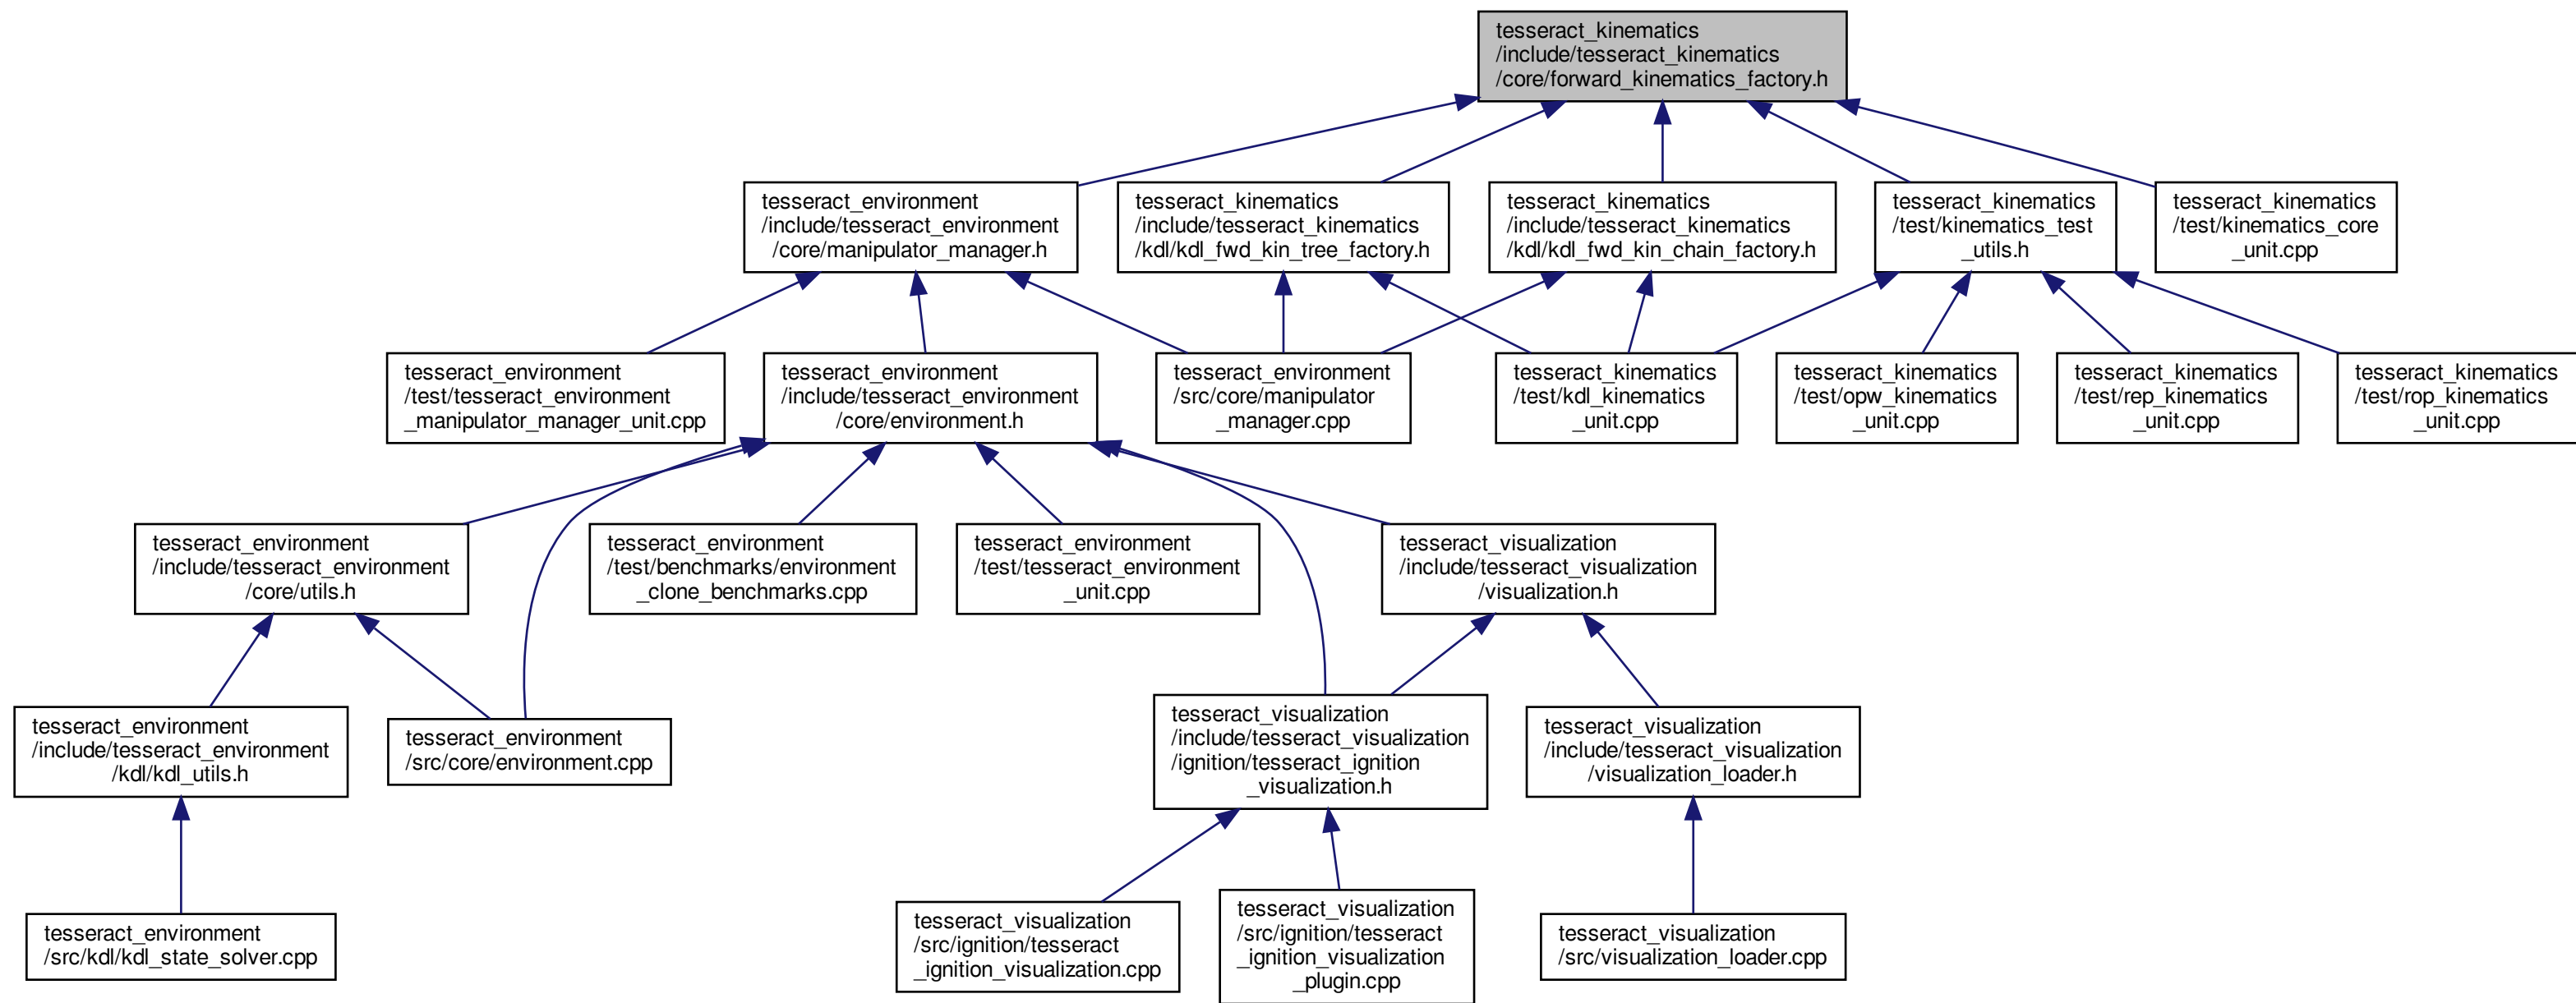 tesseract_kinematics
/include/tesseract_kinematics
/core/forward_kinematics_factory.h
tesseract_environment
/include/tesseract_environment
/core/manipulator_manager.h
tesseract_kinematics
/include/tesseract_kinematics
/kdl/kdl_fwd_kin_tree_factory.h
tesseract_kinematics
/include/tesseract_kinematics
/kdl/kdl_fwd_kin_chain_factory.h
tesseract_kinematics
/test/kinematics_test
_utils.h
tesseract_kinematics
/test/kinematics_core
_unit.cpp
tesseract_environment
/test/tesseract_environment
_manipulator_manager_unit.cpp
tesseract_environment
/include/tesseract_environment
/core/environment.h
tesseract_environment
/src/core/manipulator
_manager.cpp
tesseract_kinematics
/test/kdl_kinematics
_unit.cpp
tesseract_kinematics
/test/opw_kinematics
_unit.cpp
tesseract_kinematics
/test/rep_kinematics
_unit.cpp
tesseract_kinematics
/test/rop_kinematics
_unit.cpp
tesseract_environment
/include/tesseract_environment
/core/utils.h
tesseract_environment
/test/benchmarks/environment
_clone_benchmarks.cpp
tesseract_environment
/test/tesseract_environment
_unit.cpp
tesseract_visualization
/include/tesseract_visualization
/visualization.h
tesseract_environment
/include/tesseract_environment
/kdl/kdl_utils.h
tesseract_environment
/src/core/environment.cpp
tesseract_visualization
/include/tesseract_visualization
/ignition/tesseract_ignition
_visualization.h
tesseract_visualization
/include/tesseract_visualization
/visualization_loader.h
tesseract_environment
/src/kdl/kdl_state_solver.cpp
tesseract_visualization
/src/ignition/tesseract
_ignition_visualization.cpp
tesseract_visualization
/src/ignition/tesseract
_ignition_visualization
_plugin.cpp
tesseract_visualization
/src/visualization_loader.cpp